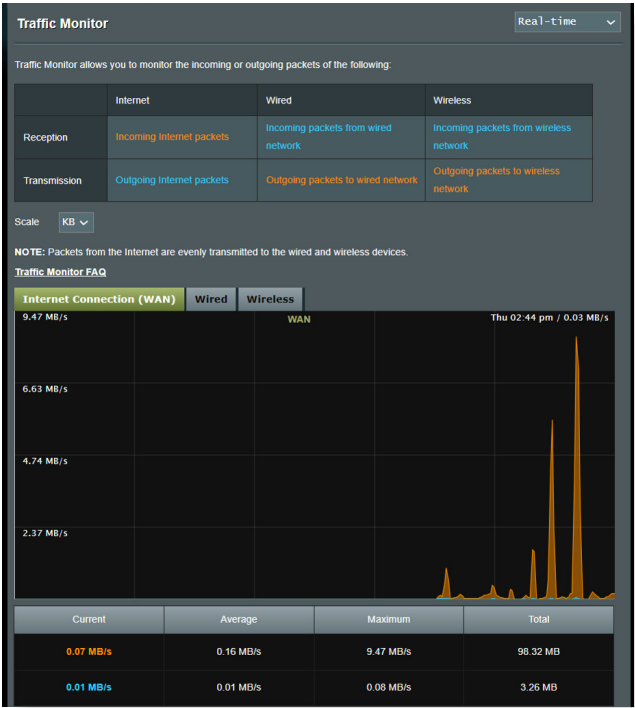 Traffic Monitor
Real-time
Traffic Monitor allows you to monitor the incoming or outgoing packets of the following:
Internet Wired Wireless
Reception Incoming Internet packets Incoming packets from wired network Incoming packets from wireless network
Transmission Outgoing Internet packets Outgoing packets to wired network Outgoing packets to wireless network
Scale KB
NOTE: Packets from the Internet are evenly transmitted to the wired and wireless devices.
Traffic Monitor FAQ
Internet Connection (WAN) Wired Wireless
9.47 MB/s WAN Thu 02:44 pm / 0.03 MB/s
6.63 MB/s
4.74 MB/s
2.37 MB/s
Current Average Maximum Total
0.07 MB/s 0.16 MB/s 9.47 MB/s 98.32 MB
0.01 MB/s 0.01 MB/s 0.08 MB/s 3.26 MB